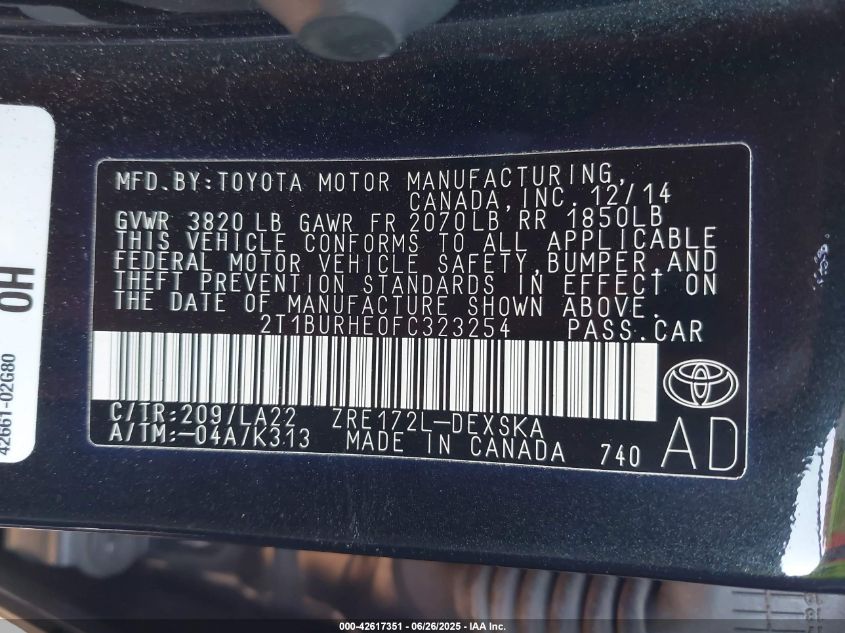 MFD.BY:TOYOTA MOTOR MANUFACTURING,
CANADA,INC. 12/14
GVWR 3820 LB GAWR FR 2070LB RR 1850LB
THIS VEHICLE CONFORMS TO ALL APPLICABLE
FEDERAL MOTOR VEHICLE SAFETY,BUMPER,AND
THEFT PREVENTION STANDARDS IN EFFECT ON
THE DATE OF MANUFACTURE SHOWN ABOVE.
2T1BURHE0FC323254 PASS.CAR
C/TR:209/LA22 ZRE172L-DEXSKA
A/TM:-04A/K313 MADE IN CANADA 740
AD
OH
42661-02G80
000-42617351 | 06/26/2025 - IAA Inc.